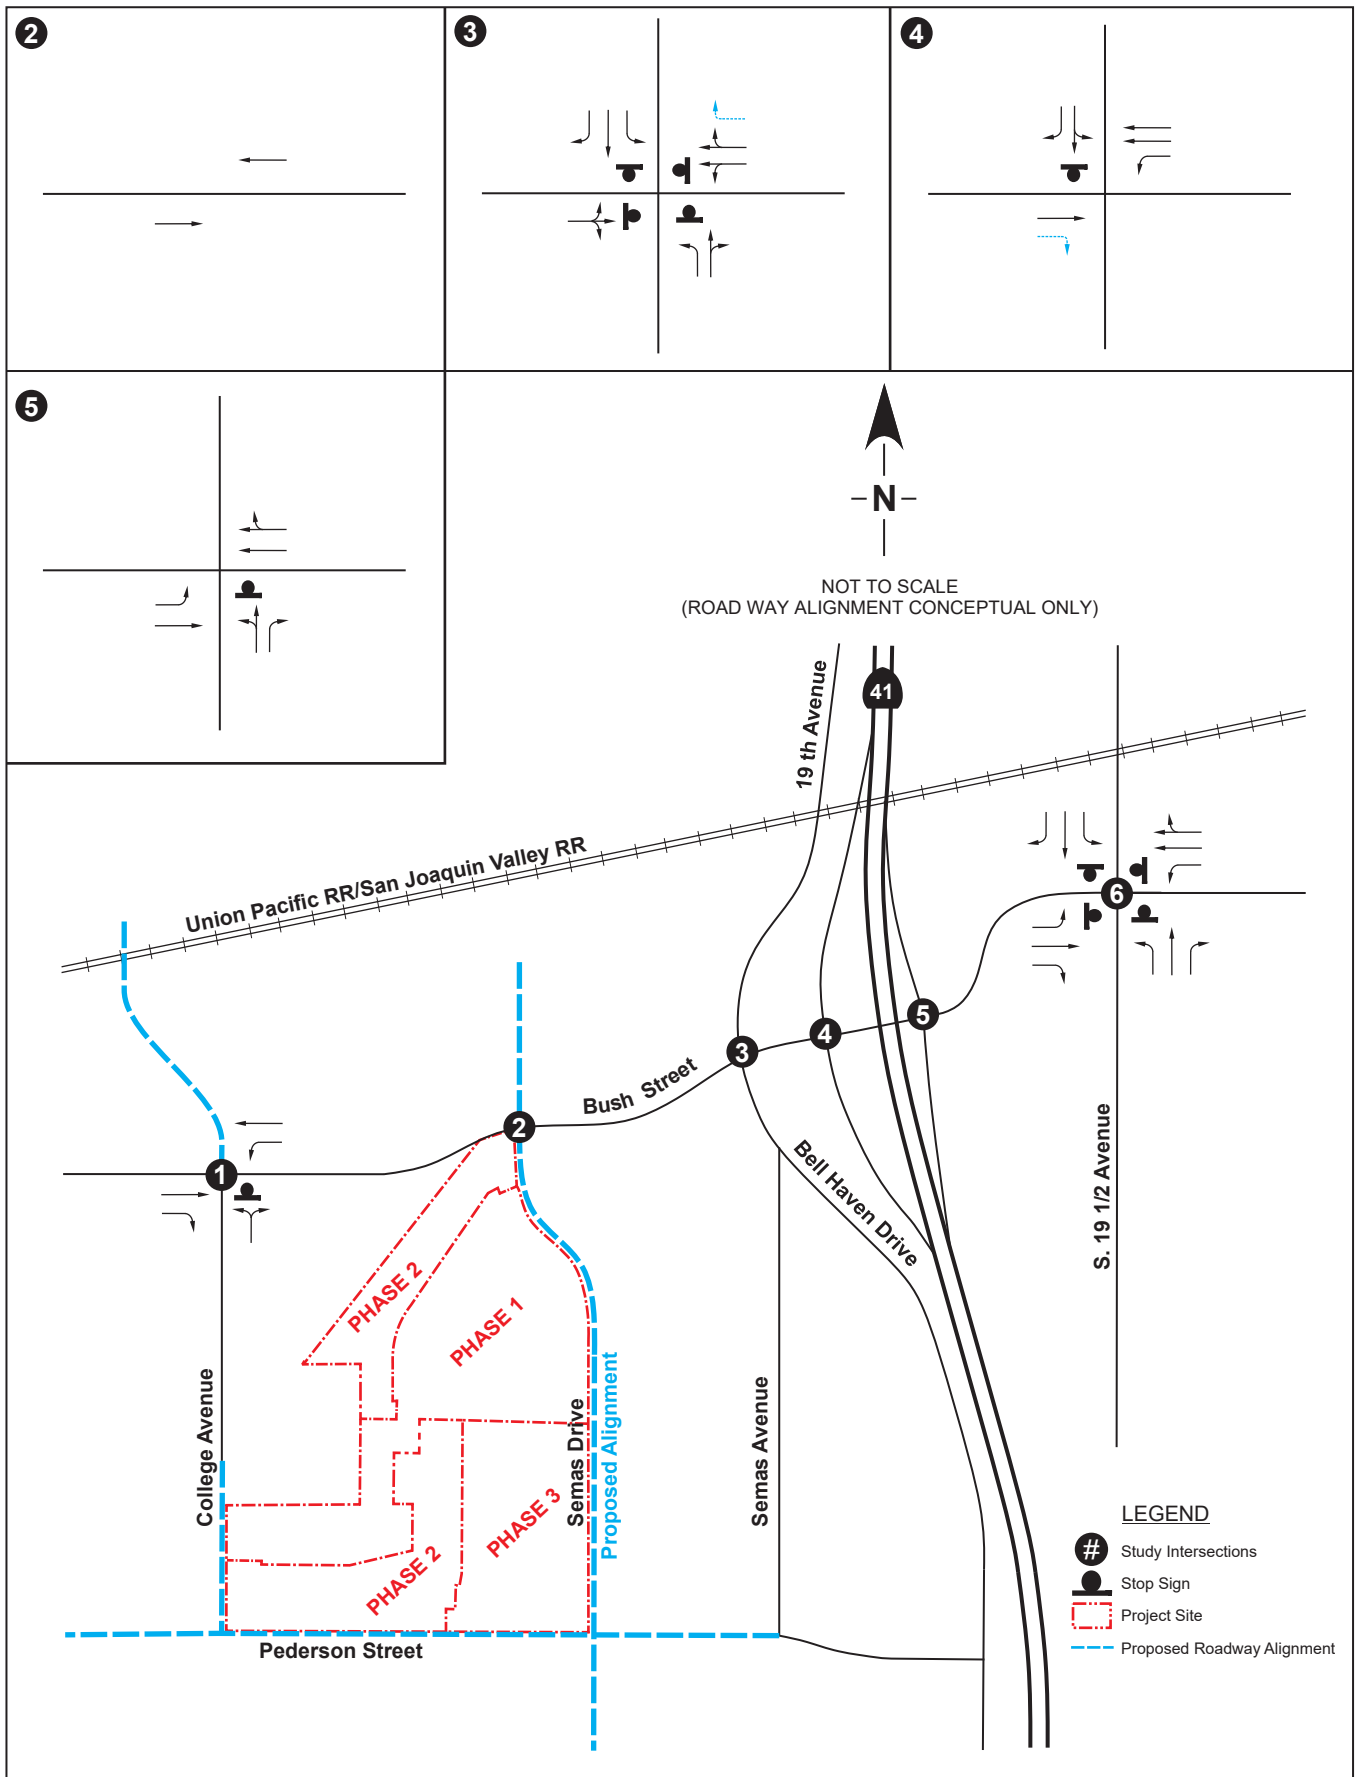 2
3
4
5
N
NOT TO SCALE
(ROAD WAY ALIGNMENT CONCEPTUAL ONLY)
19 th Avenue
41
Union Pacific RR/San Joaquin Valley RR
6
5
4
3
Bush Street
2
1
Bell Haven Drive
S. 19 1/2 Avenue
PHASE 2
PHASE 1
College Avenue
Semas Drive
Proposed Alignment
Semas Avenue
PHASE 3
PHASE 2
Pederson Street
LEGEND
# Study Intersections
Stop Sign
Project Site
Proposed Roadway Alignment